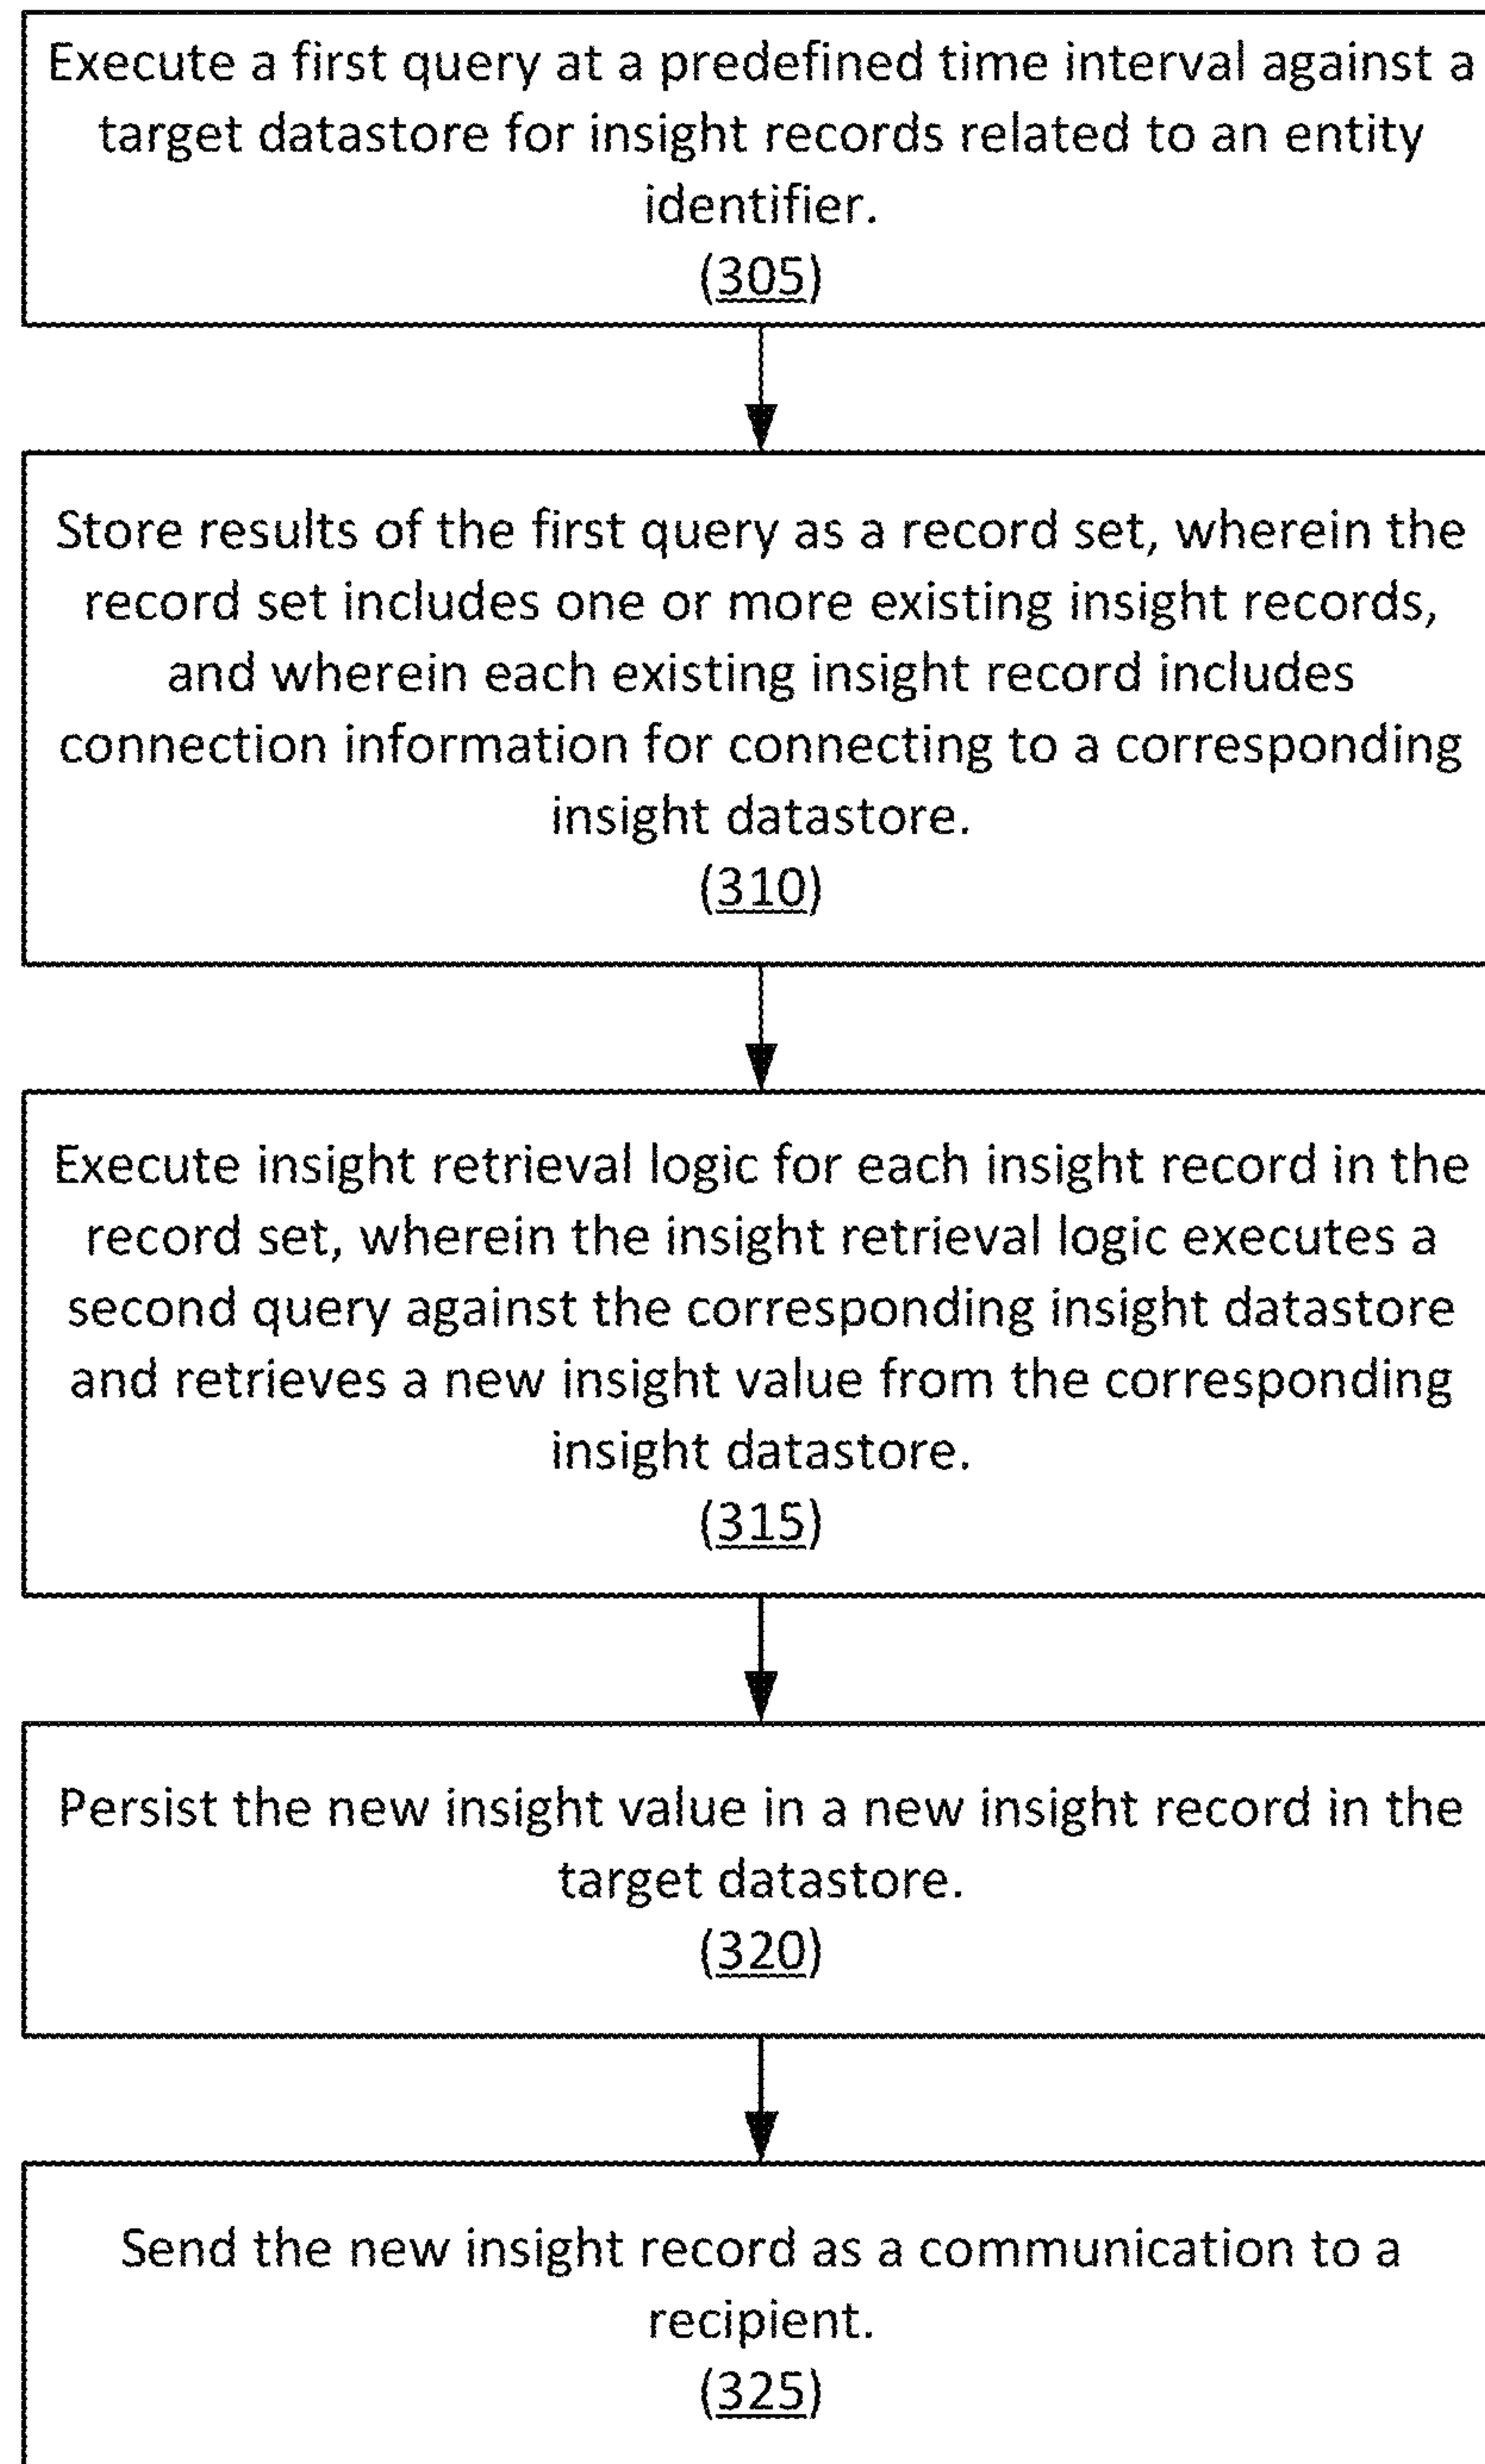 Execute a first query at a predefined time interval against a
target datastore for insight records related to an entity
identifier.
(305)
Store results of the first query as a record set, wherein the
record set includes one or more existing insight records,
and wherein each existing insight record includes
connection information for connecting to a corresponding
insight datastore.
(310)
Execute insight retrieval logic for each insight record in the
record set, wherein the insight retrieval logic executes a
second query against the corresponding insight datastore
and retrieves a new insight value from the corresponding
insight datastore.
(315)
Persist the new insight value in a new insight record in the
target datastore.
(320)
Send the new insight record as a communication to a
recipient.
(325)